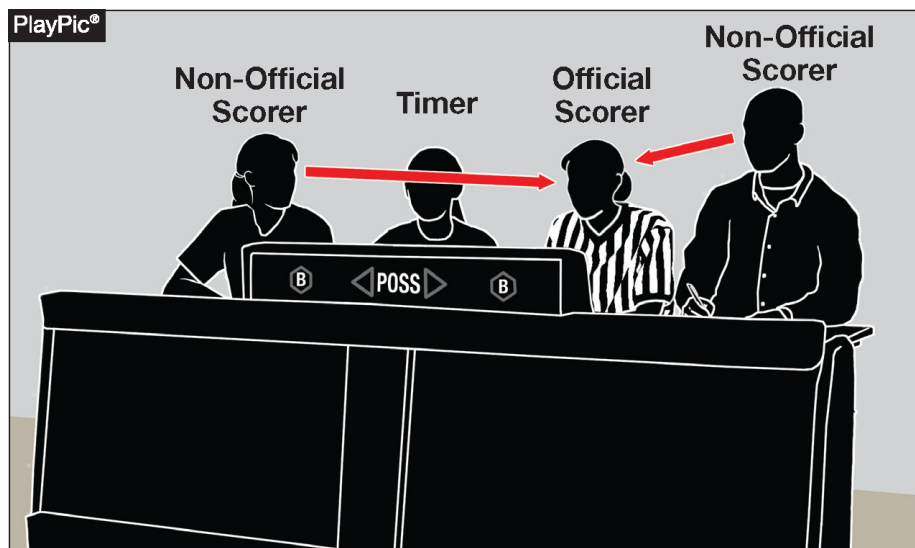 PlayPic®
Non-Official
Scorer
Timer
Official
Scorer
Non-Official
Scorer
B
POSS
B